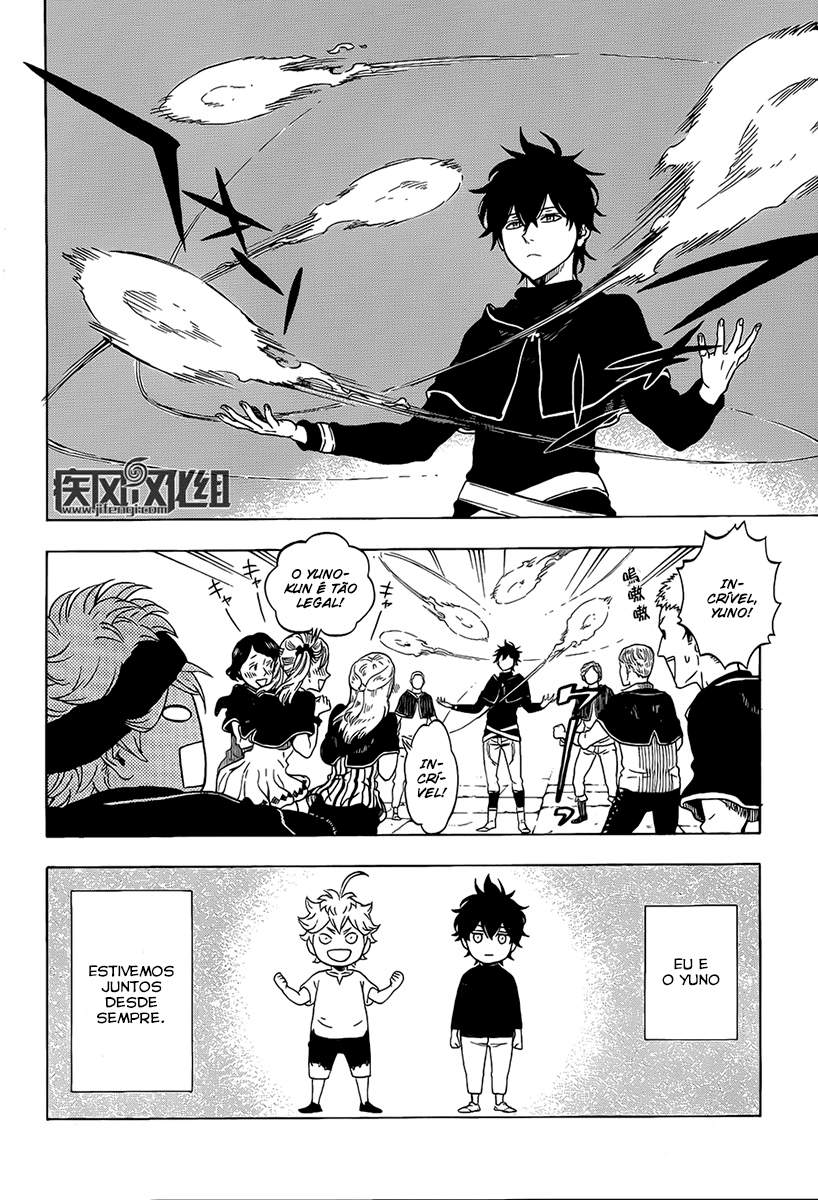 疾风汉化组
www.jifengi.com
IN-
CRÍVEL,
YUNO!
嗚嗷嗷
O YUNO-
KUN É TÃO
LEGAL!
キャ
キャ
IN-
CRÍ-
VEL!
EU E
O YUNO
ESTIVEMOS
JUNTOS
DESDE
SEMPRE.